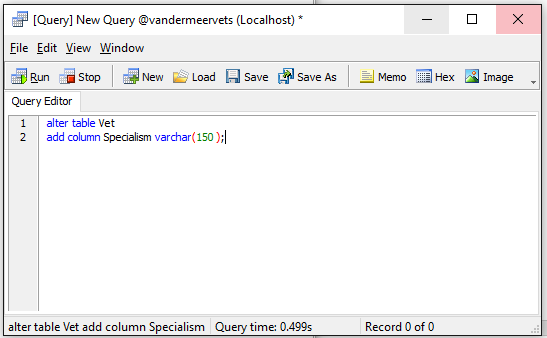 [Query] New Query @vandermeervets (Localhost) *
File Edit View Window
Run Stop New Load Save Save As Memo Hex Image
Query Editor
1 alter table Vet
2 add column Specialism varchar(150 );
alter table Vet add column Specialism Query time: 0.499s Record 0 of 0